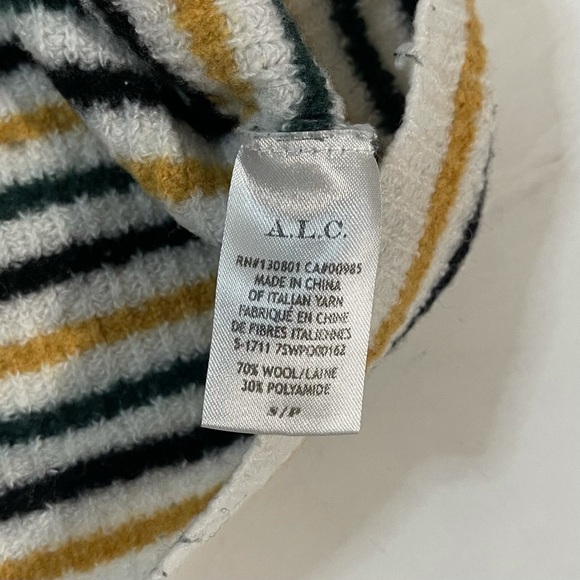 A.L.C.
RN#130801 CA#00985
MADE IN CHINA
OF ITALIAN YARN
FABRIQUÉ EN CHINE
DE FIBRES ITALIENNES
S-1711 7SWPO00162
70% WOOL/LAINE
30% POLYAMIDE
S/P